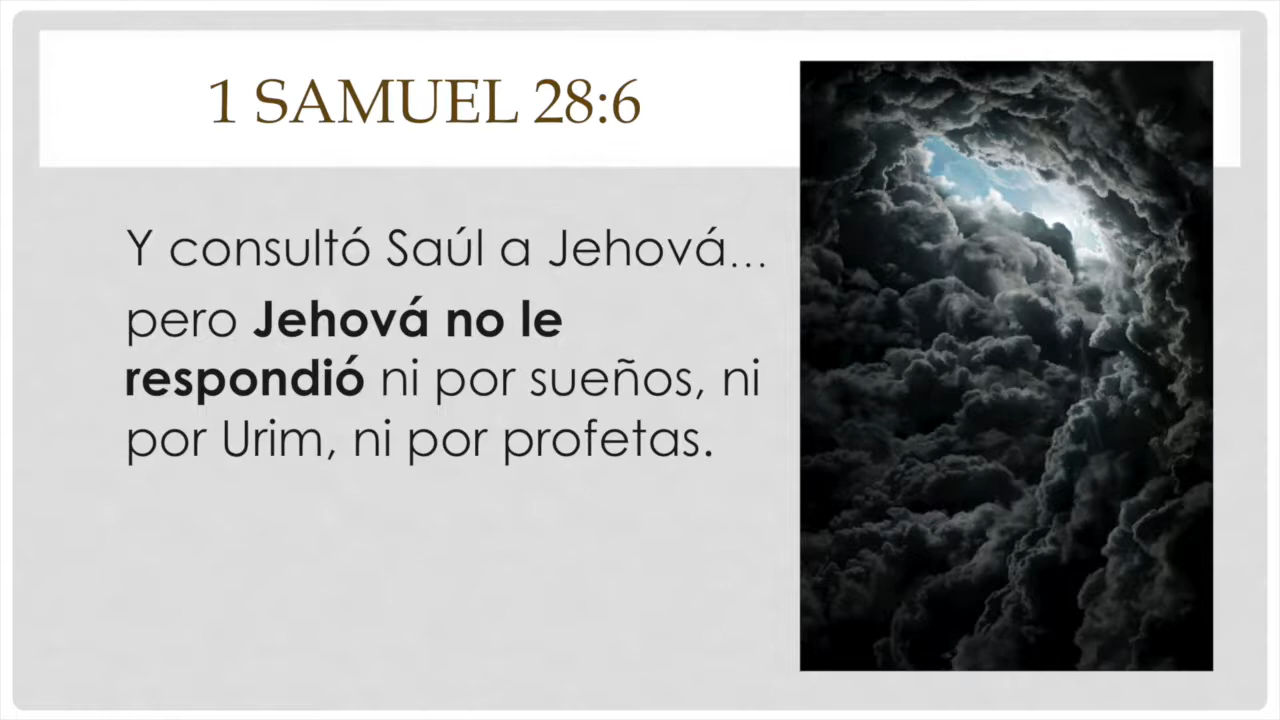 1 SAMUEL 28:6
Y consultó Saúl a Jehová...
pero Jehová no le
respondió ni por sueños, ni
por Urim, ni por profetas.